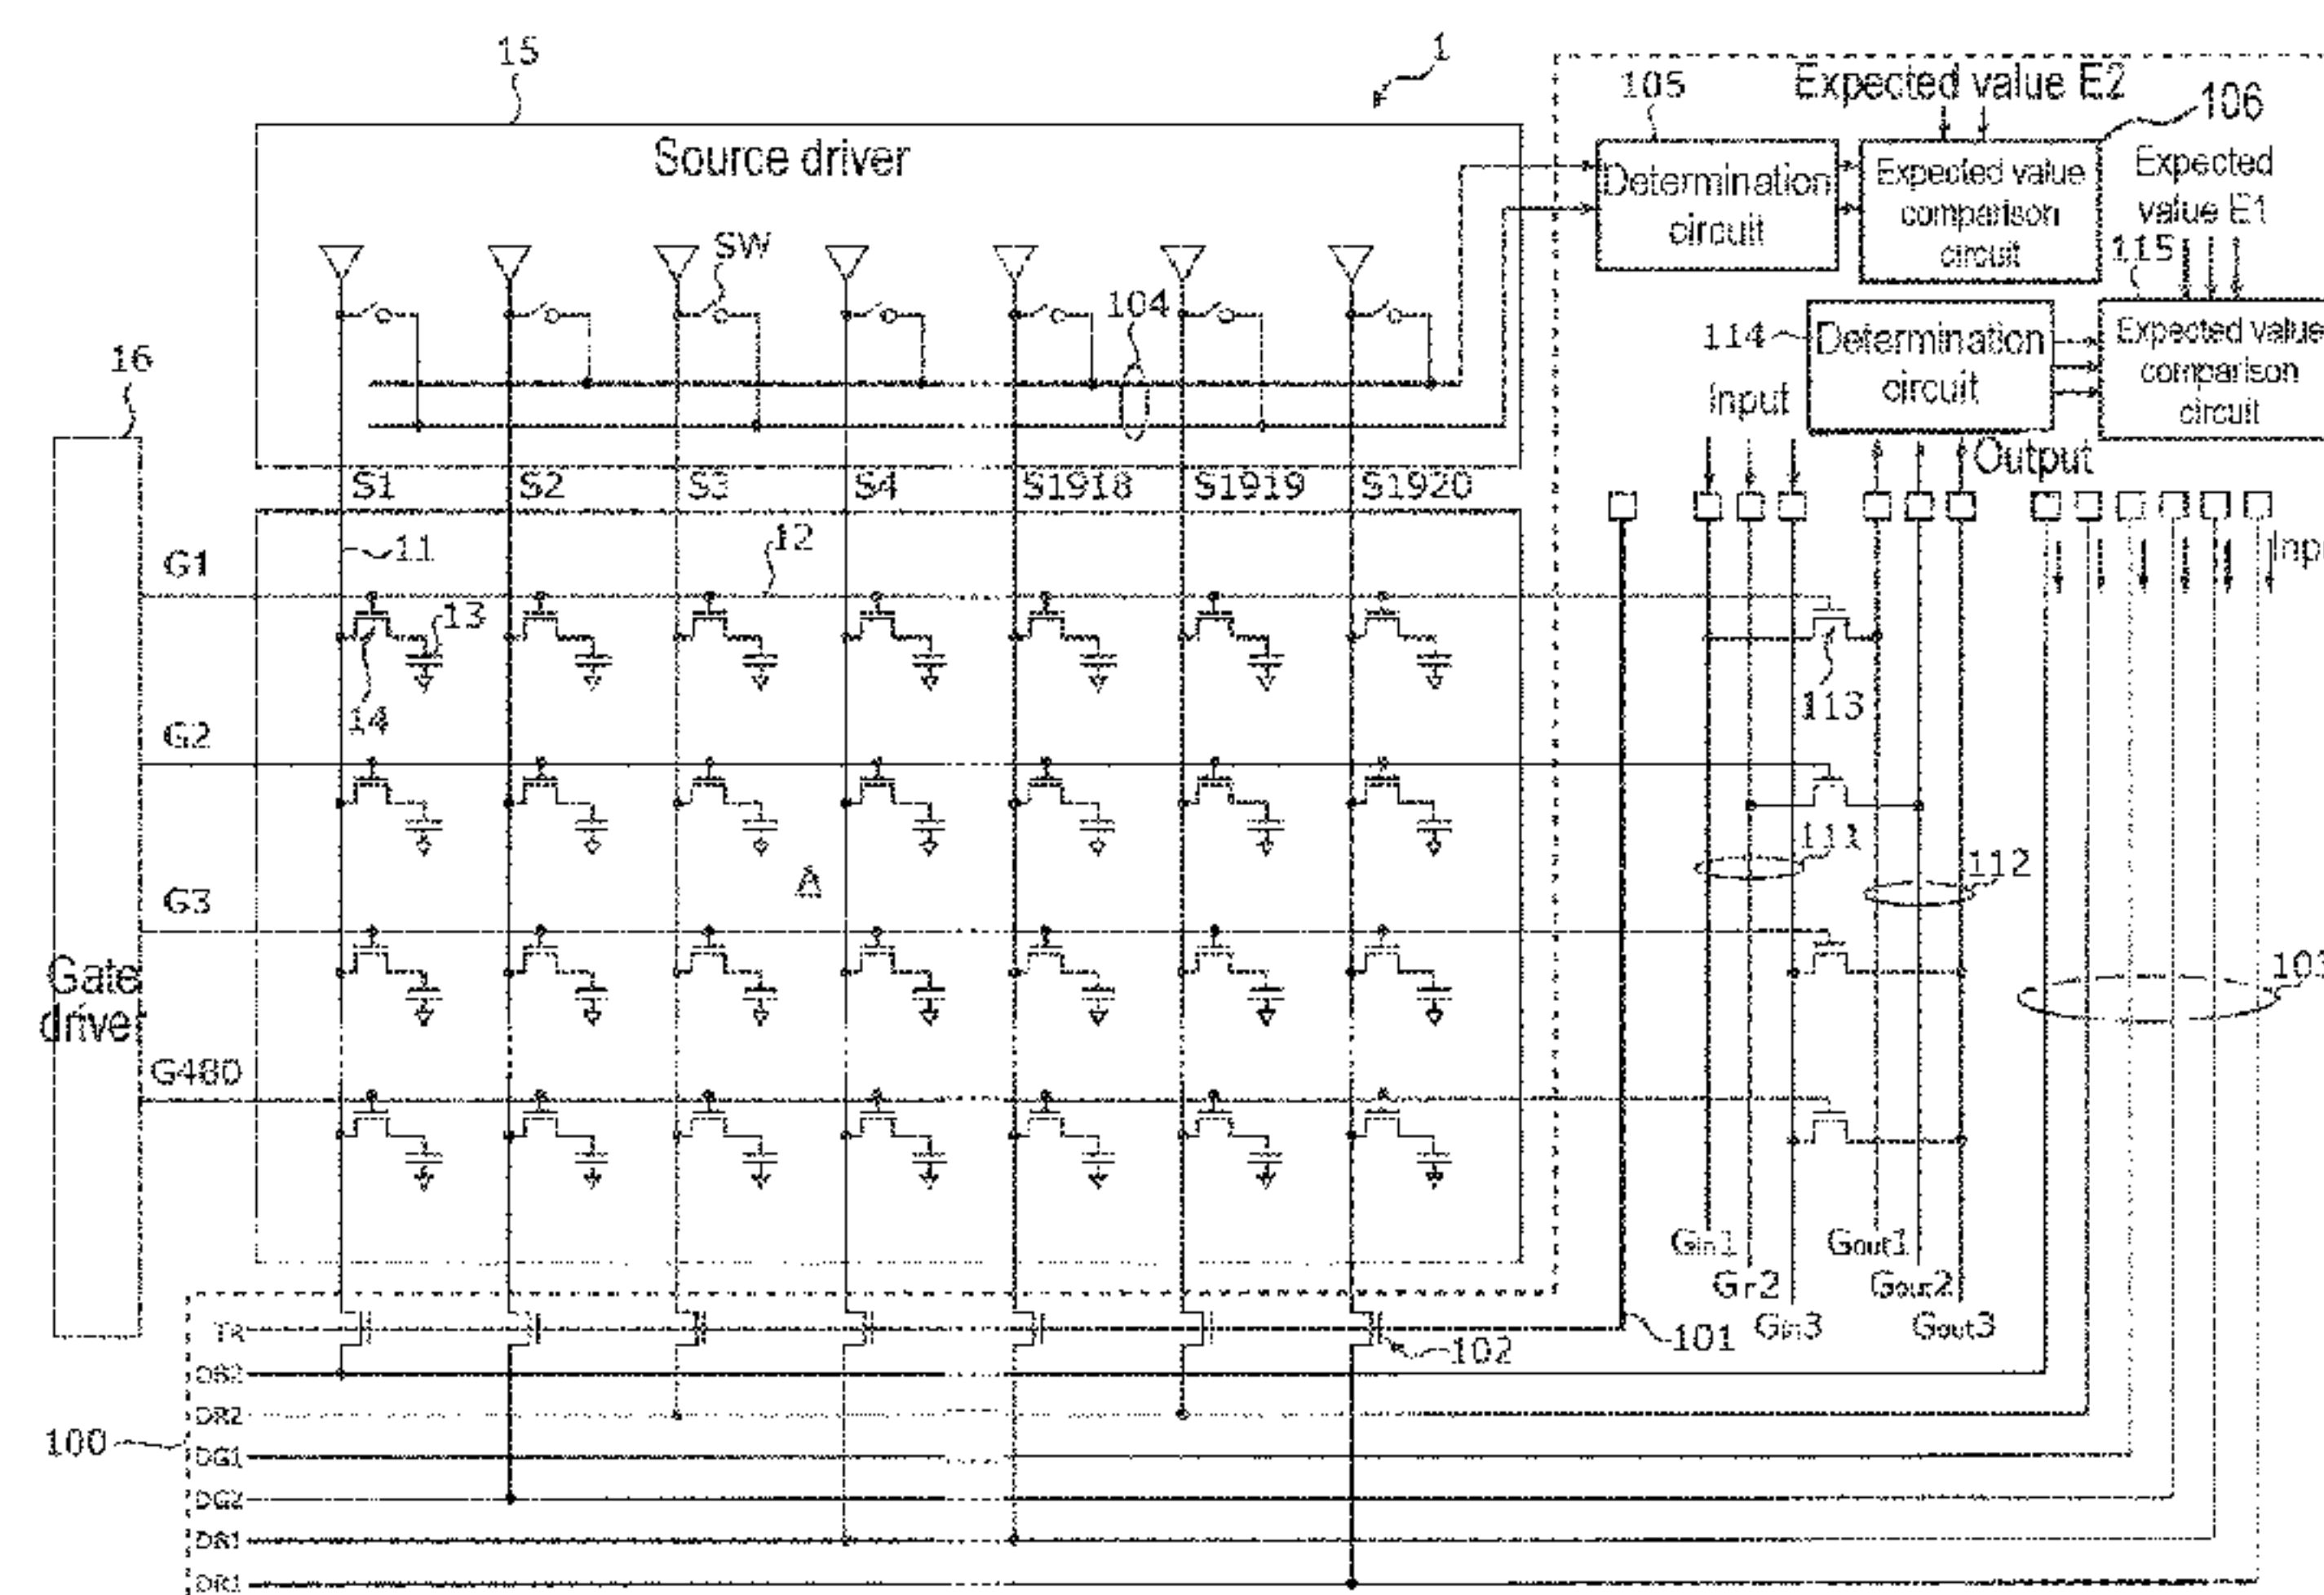 15
1
105
Expected value E2
106
Source driver
Determination
circuit
Expected value
comparison
circuit
Expected
value E1
115
SW
104
114
Determination
circuit
Expected value
comparison
circuit
16
Input
Output
S1
S2
S3
S4
S1918
S1919
S1920
G1
11
12
13
14
113
G2
111
112
A
G3
Gate
driver
G480
Gin1
Gout1
Gin2
Gout2
Gin3
Gout3
101
102
DR2
100
DG1
DG2
DR1